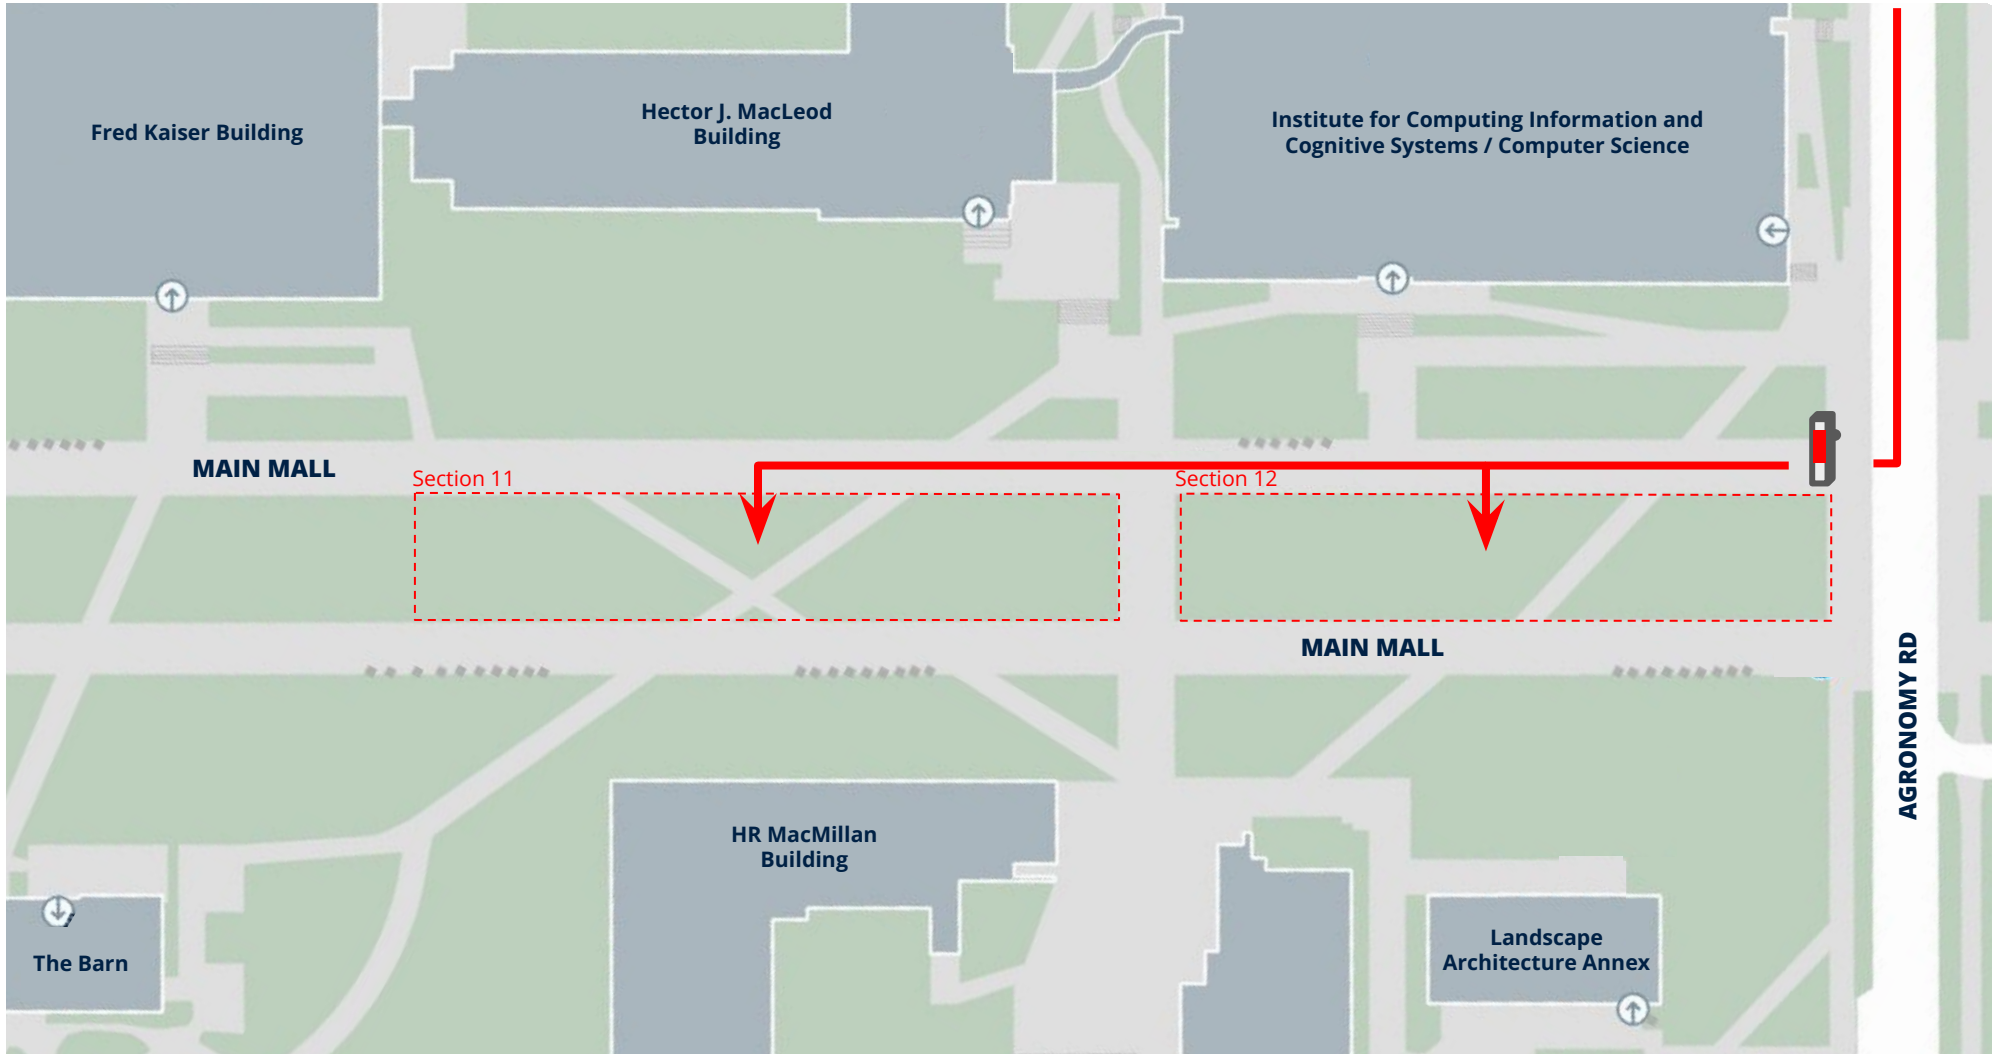 Fred Kaiser Building
Hector J. MacLeod
Building
Institute for Computing Information and
Cognitive Systems / Computer Science
MAIN MALL
Section 11
Section 12
MAIN MALL
AGRONOMY RD
HR MacMillan
Building
The Barn
Landscape
Architecture Annex